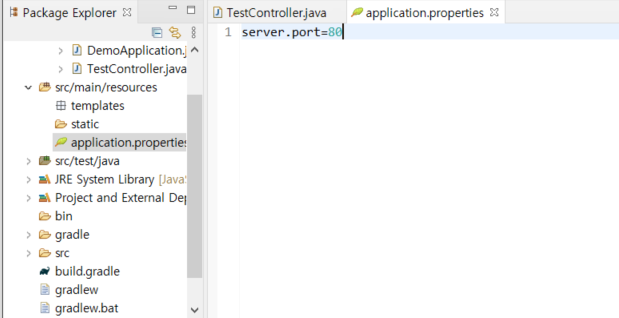 Package Explorer
TestController.java
application.properties
DemoApplication.j
TestController.java
src/main/resources
templates
static
application.properties
src/test/java
JRE System Library [JavaS
Project and External Dep
bin
gradle
src
build.gradle
gradlew
gradlew.bat
1 server.port=80